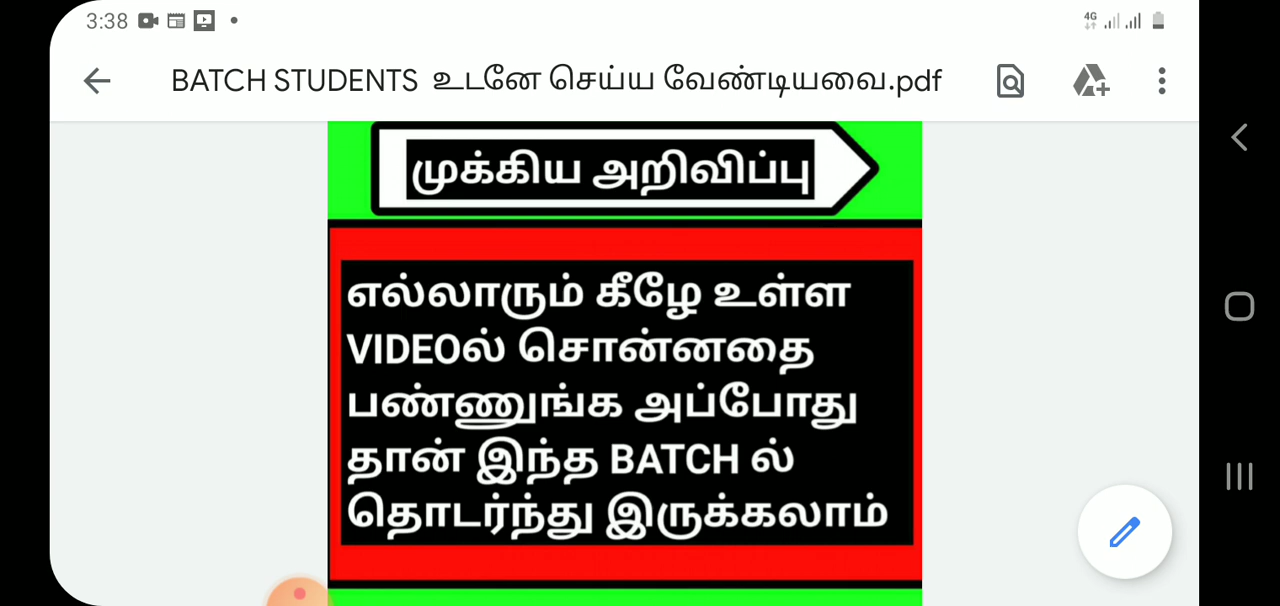 3:38
4G
BATCH STUDENTS உடனே செய்ய வேண்டியவை.pdf
முக்கிய அறிவிப்பு
எல்லாரும் கீழே உள்ள
VIDEOல் சொன்னதை
பண்ணுங்க அப்போது
தான் இந்த BATCH ல்
தொடர்ந்து இருக்கலாம்